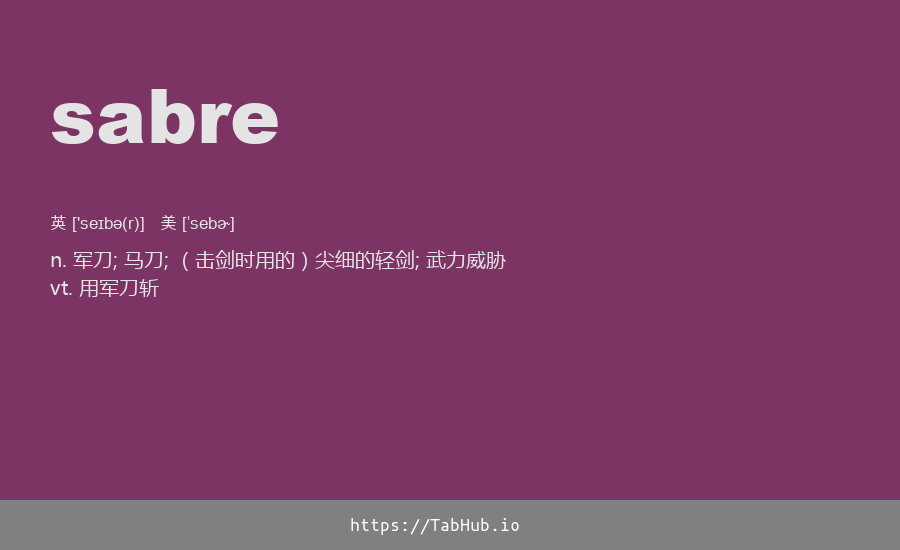 sabre
英 ['seɪbə(r)] 美 [ˈsebɚ]
n. 军刀; 马刀; （击剑时用的）尖细的轻剑; 武力威胁
vt. 用军刀斩
https://TabHub.io